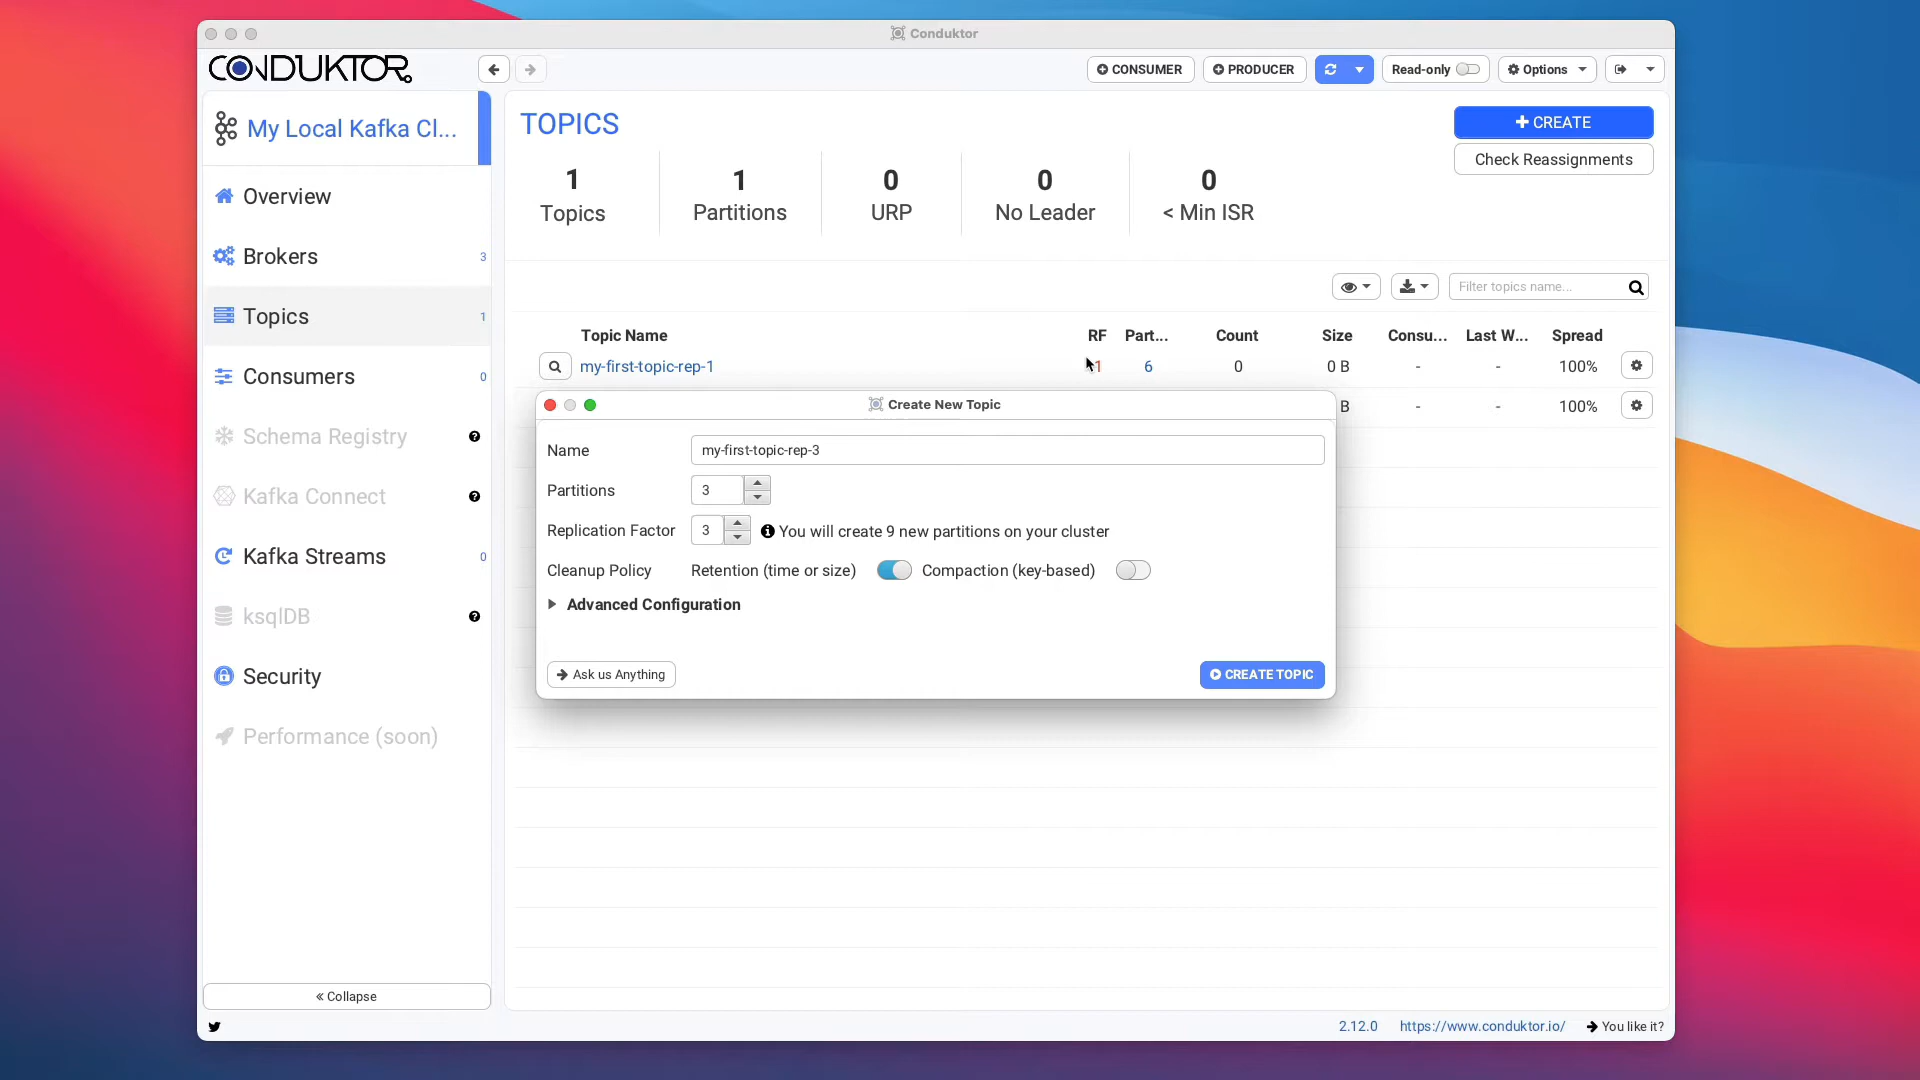 Conduktor
CONDUKTOR
CONSUMER
PRODUCER
Read-only
Options
My Local Kafka Cl...
Overview
Brokers
3
Topics
1
Consumers
0
Schema Registry
Kafka Connect
Kafka Streams
0
ksqlDB
Security
Performance (soon)
« Collapse
TOPICS
+ CREATE
Check Reassignments
1
Topics
1
Partitions
0
URP
0
No Leader
0
< Min ISR
Filter topics name...
Topic Name RF Part... Count Size Consu... Last W... Spread
my-first-topic-rep-1 1 6 0 0 B - - 100%
B - - 100%
Create New Topic
Name my-first-topic-rep-3
Partitions 3
Replication Factor 3 You will create 9 new partitions on your cluster
Cleanup Policy Retention (time or size) Compaction (key-based)
Advanced Configuration
Ask us Anything
CREATE TOPIC
2.12.0 https://www.conduktor.io/ You like it?